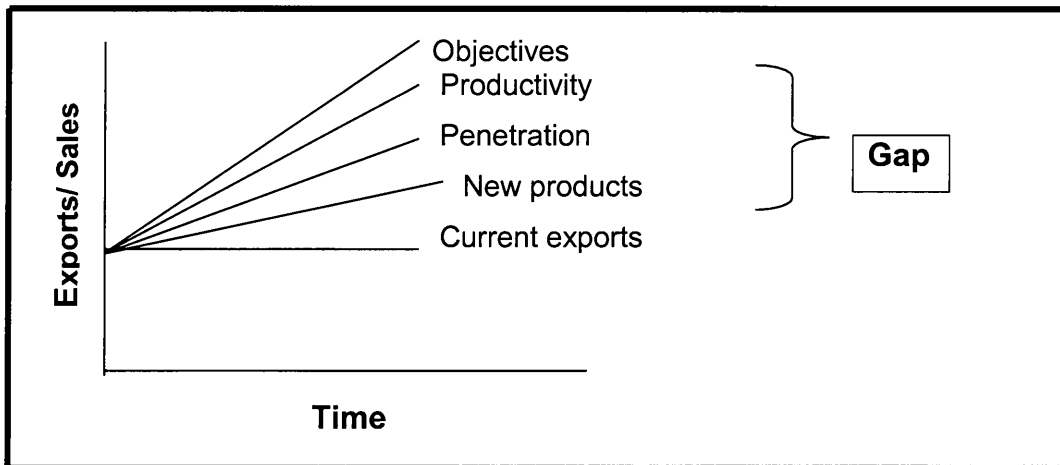 Objectives
Productivity
Penetration
Gap
New products
Current exports
Exports/ Sales
Time